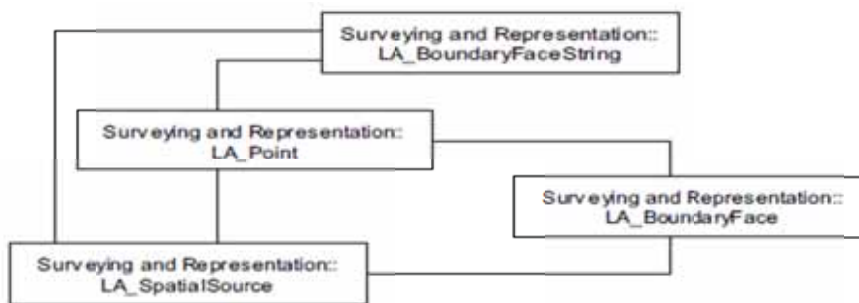 Surveying and Representation::
LA_BoundaryFaceString
Surveying and Representation::
LA_Point
Surveying and Representation::
LA_BoundaryFace
Surveying and Representation::
LA_SpatialSource